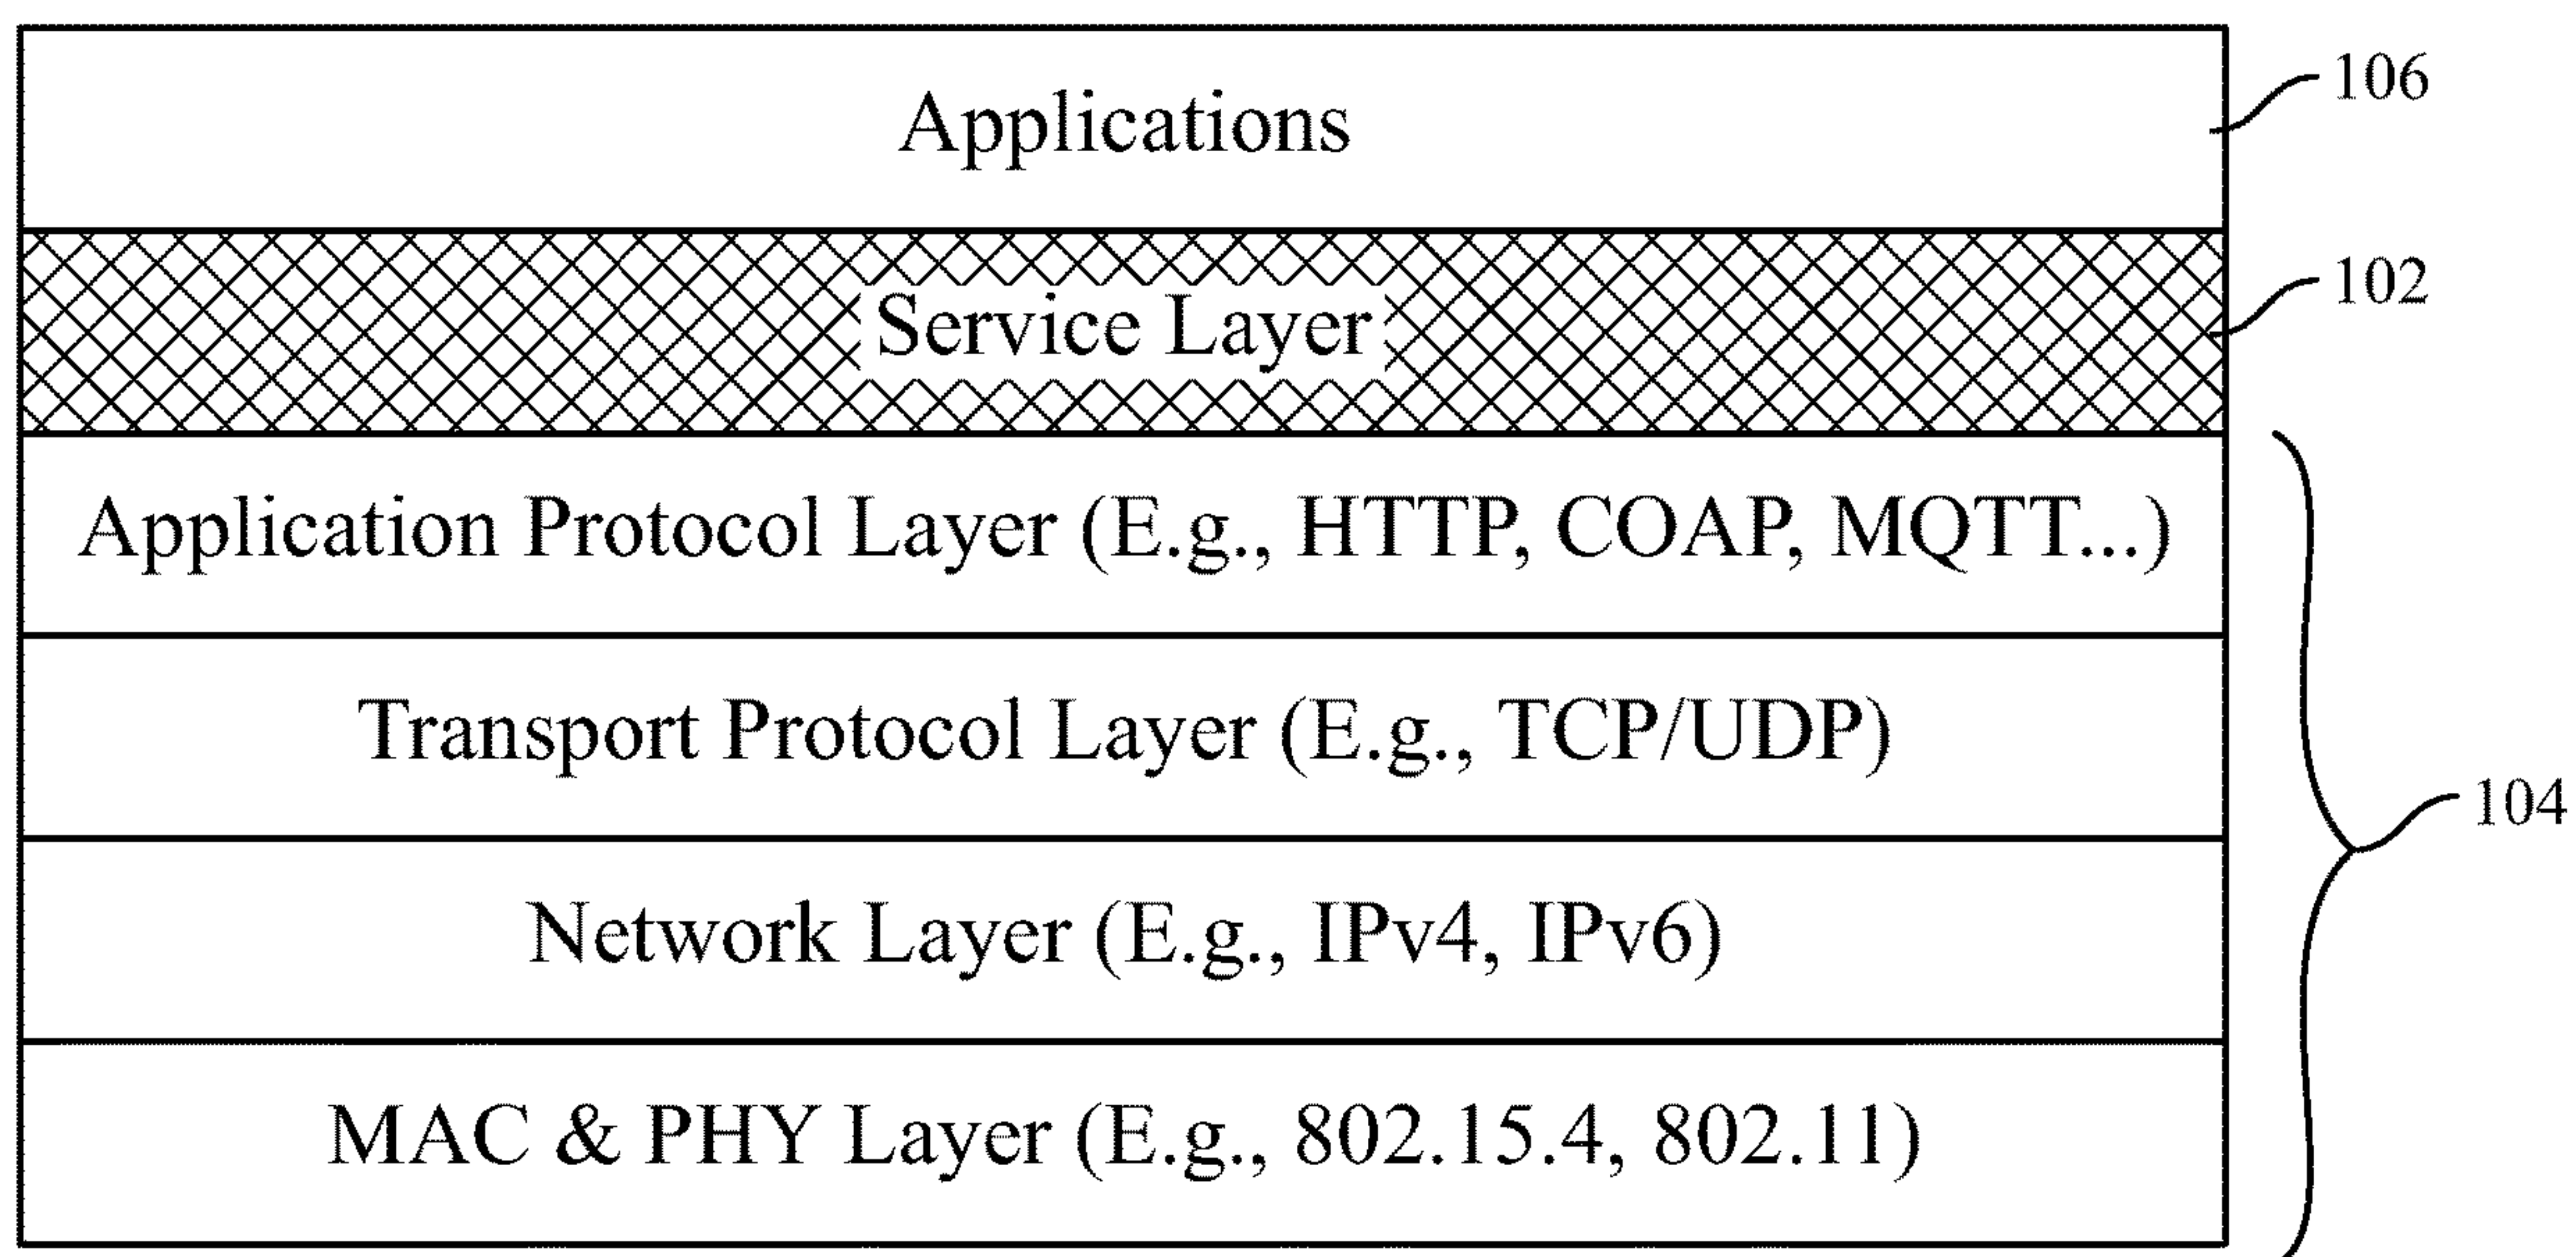 Applications
106
Service Layer
102
Application Protocol Layer (E.g., HTTP, COAP, MQTT...)
Transport Protocol Layer (E.g., TCP/UDP)
104
Network Layer (E.g., IPv4, IPv6)
MAC & PHY Layer (E.g., 802.15.4, 802.11)